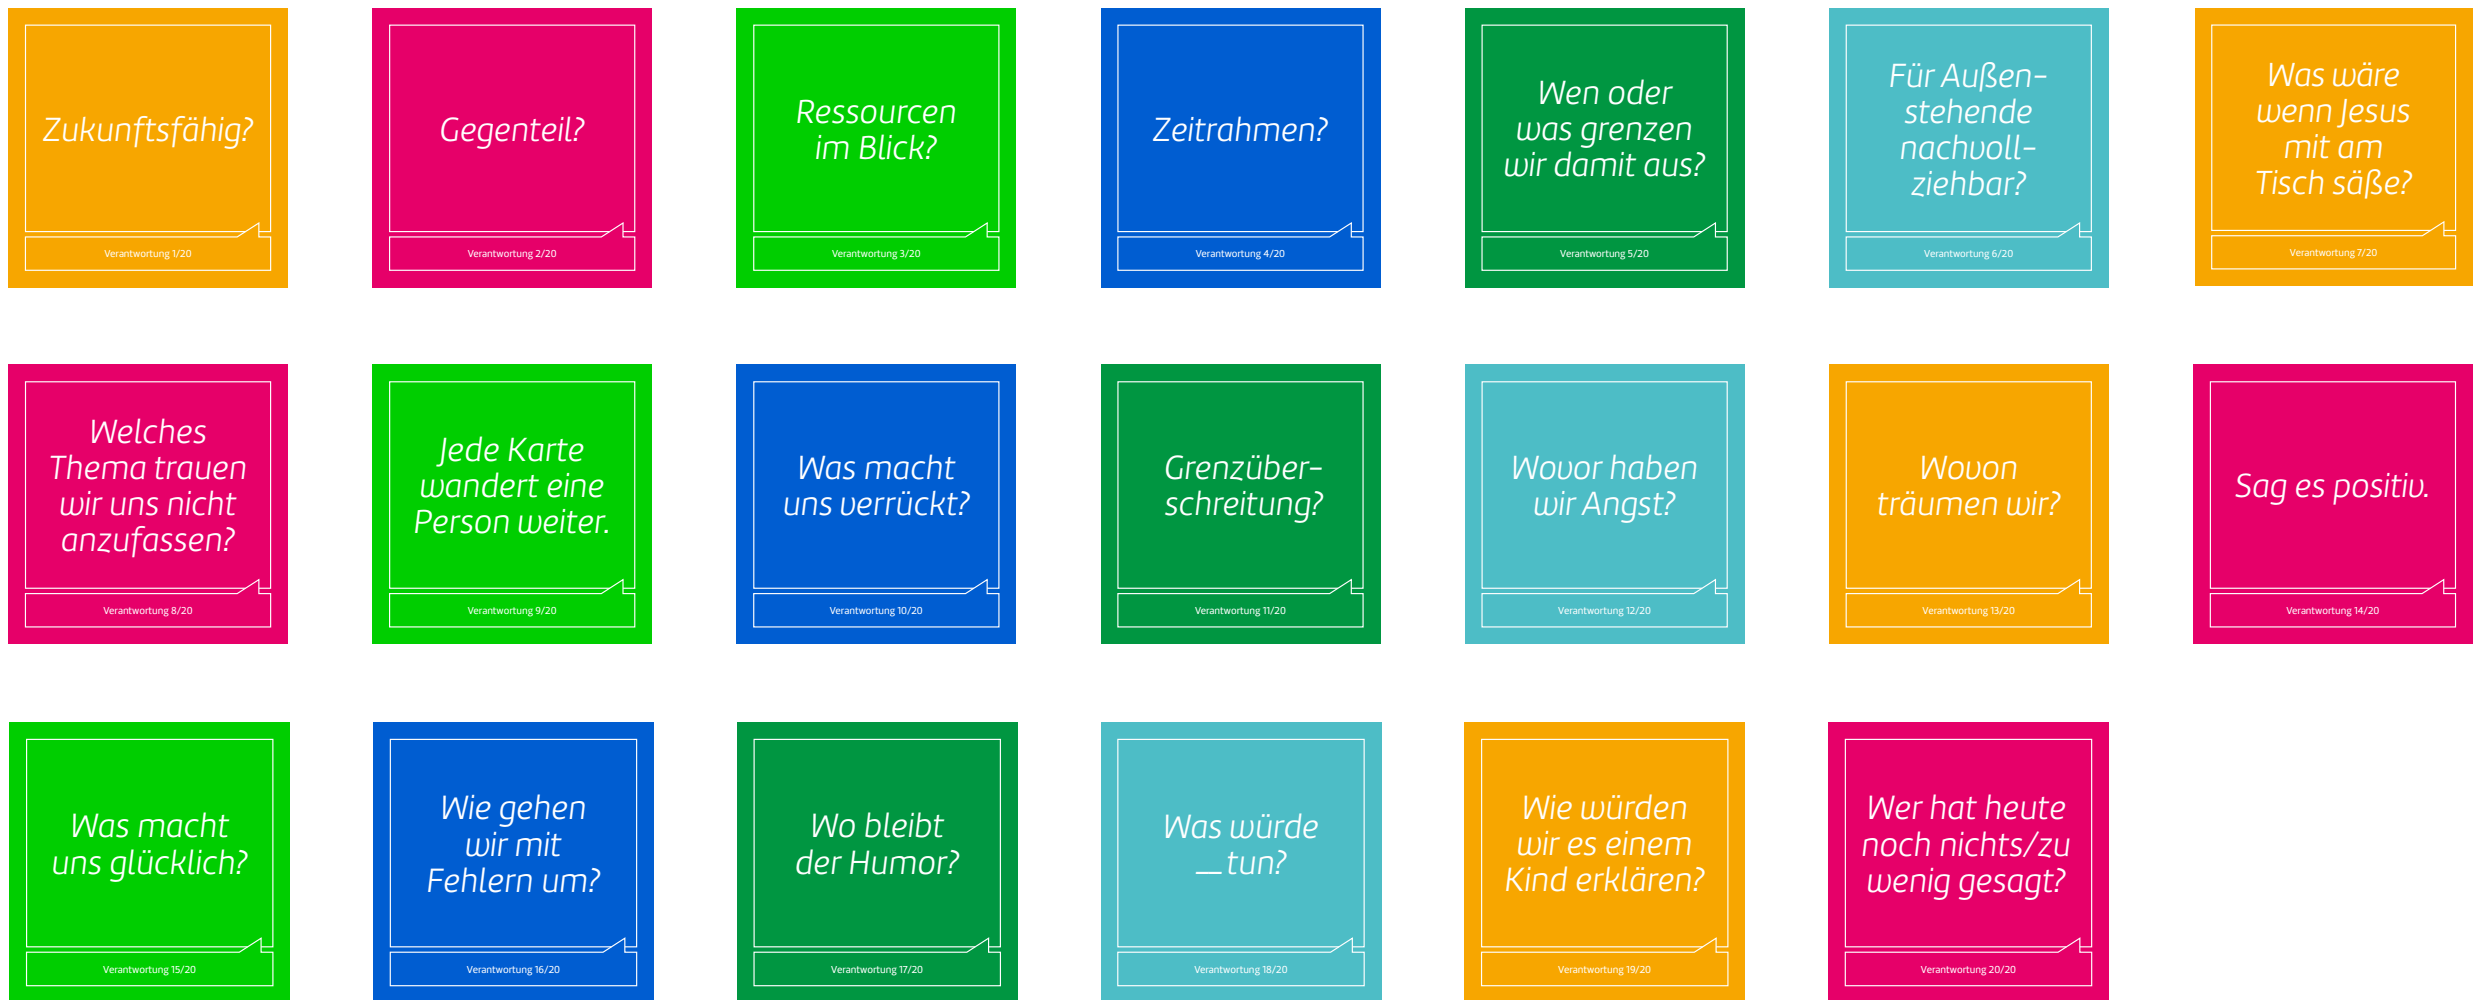 Zukunftsfähig?
Verantwortung 1/20
Gegenteil?
Verantwortung 2/20
Ressourcen
im Blick?
Verantwortung 3/20
Zeitrahmen?
Verantwortung 4/20
Wen oder
was grenzen
wir damit aus?
Verantwortung 5/20
Für Außen-
stehende
nachvoll-
ziehbar?
Verantwortung 6/20
Was wäre
wenn Jesus
mit am
Tisch säße?
Verantwortung 7/20
Welches
Thema trauen
wir uns nicht
anzufassen?
Verantwortung 8/20
Jede Karte
wandert eine
Person weiter.
Verantwortung 9/20
Was macht
uns verrückt?
Verantwortung 10/20
Grenzüber-
schreitung?
Verantwortung 11/20
Wovor haben
wir Angst?
Verantwortung 12/20
Wovon
träumen wir?
Verantwortung 13/20
Sag es positiv.
Verantwortung 14/20
Was macht
uns glücklich?
Verantwortung 15/20
Wie gehen
wir mit
Fehlern um?
Verantwortung 16/20
Wo bleibt
der Humor?
Verantwortung 17/20
Was würde
__ tun?
Verantwortung 18/20
Wie würden
wir es einem
Kind erklären?
Verantwortung 19/20
Wer hat heute
noch nichts/zu
wenig gesagt?
Verantwortung 20/20